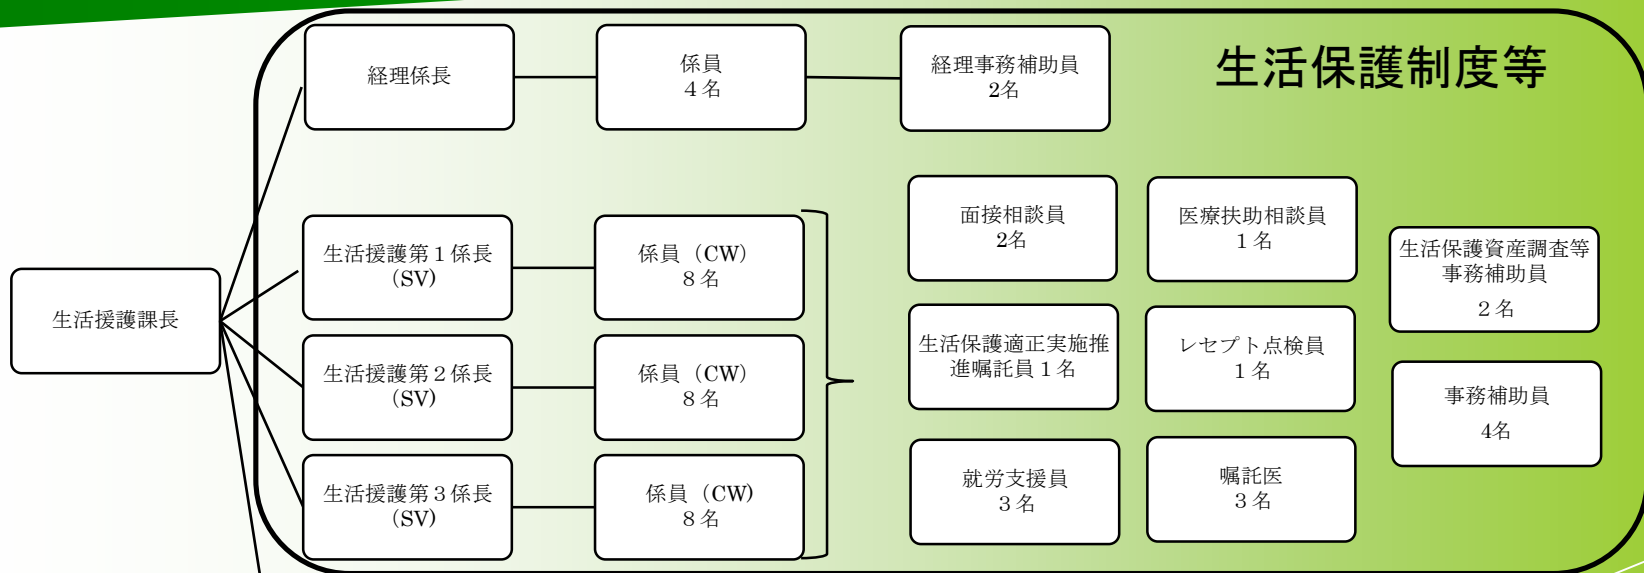 生活保護制度等
経理係長
係員
４名
経理事務補助員
2名
生活援護課長
生活援護第１係長
(SV)
係員（CW）
８名
生活援護第２係長
(SV)
係員（CW）
８名
生活援護第３係長
(SV)
係員（CW)
８名
面接相談員
2名
医療扶助相談員
１名
生活保護資産調査等
事務補助員
２名
生活保護適正実施推
進嘱託員１名
レセプト点検員
１名
事務補助員
4名
就労支援員
３名
嘱託医
３名